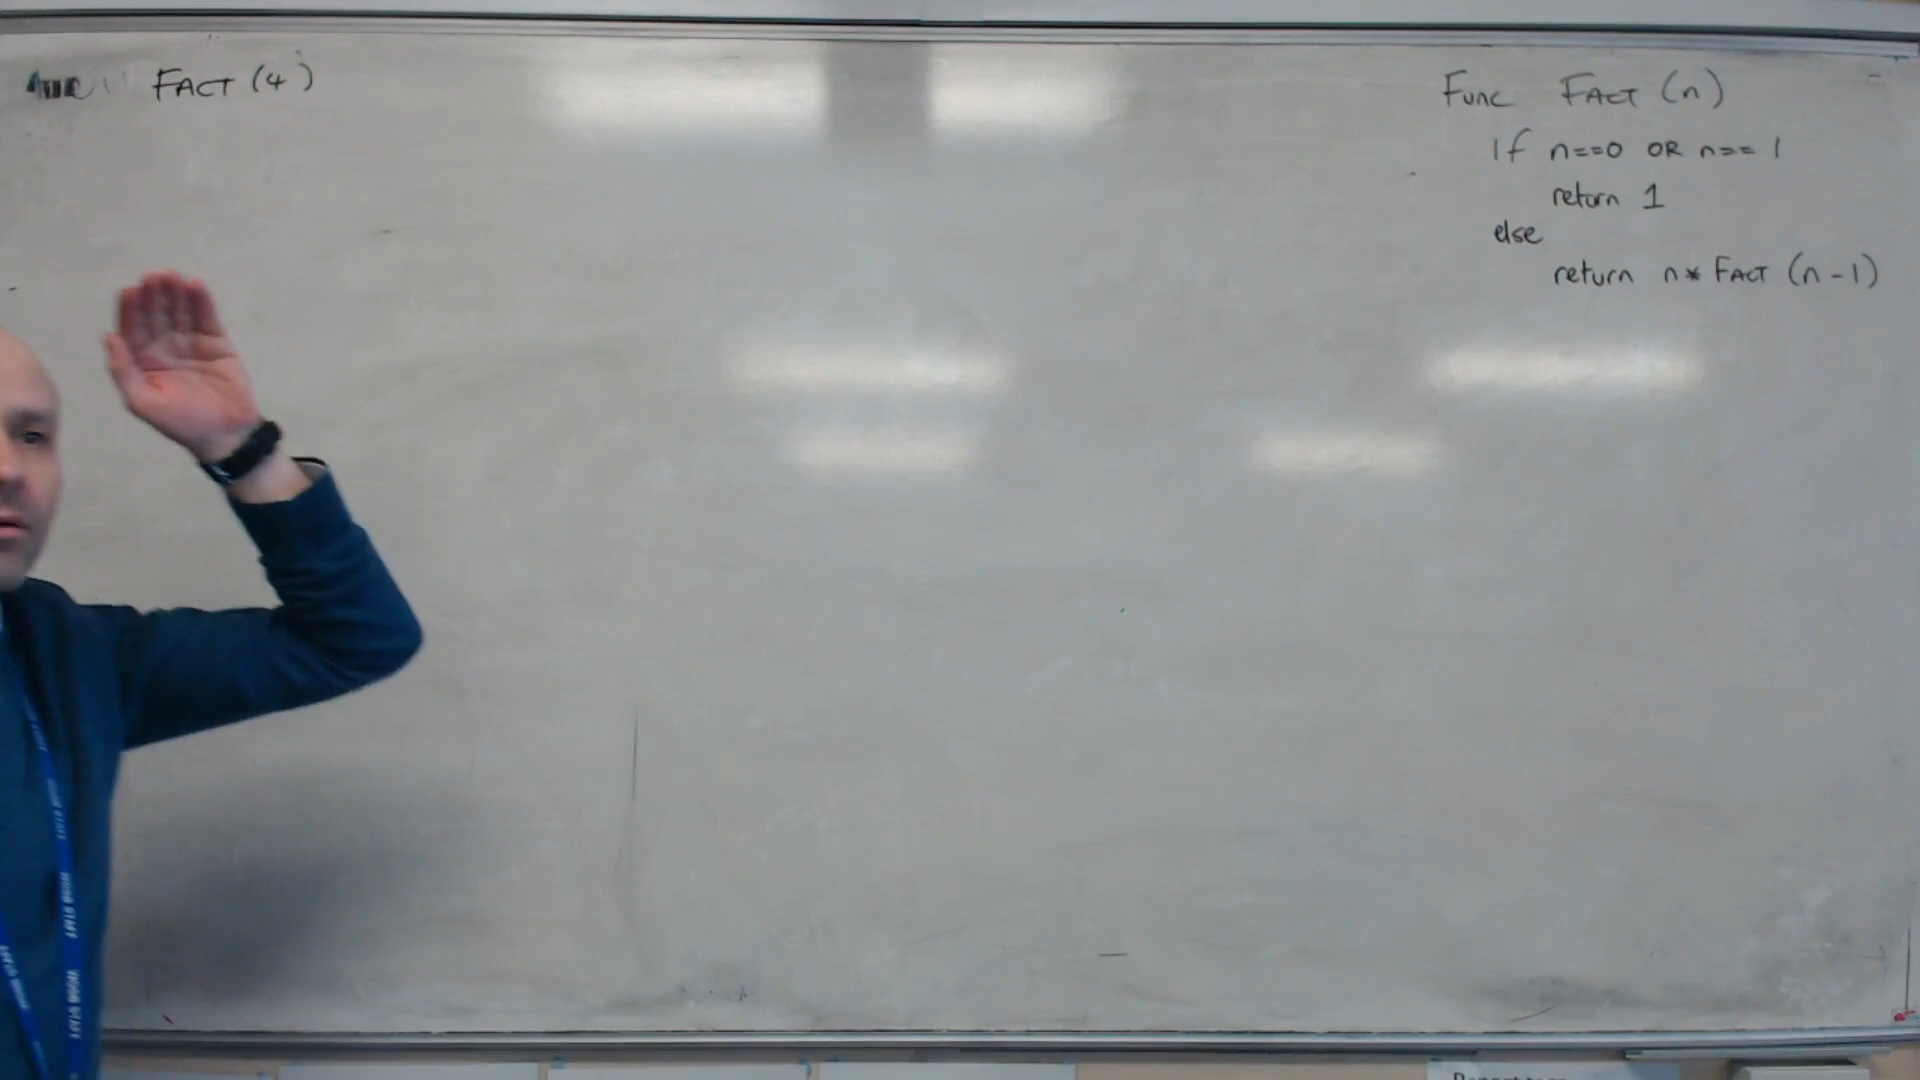 FACT (4)
Func FACT (n)
If n==0 OR n== 1
return 1
else
return n* FACT (n-1)